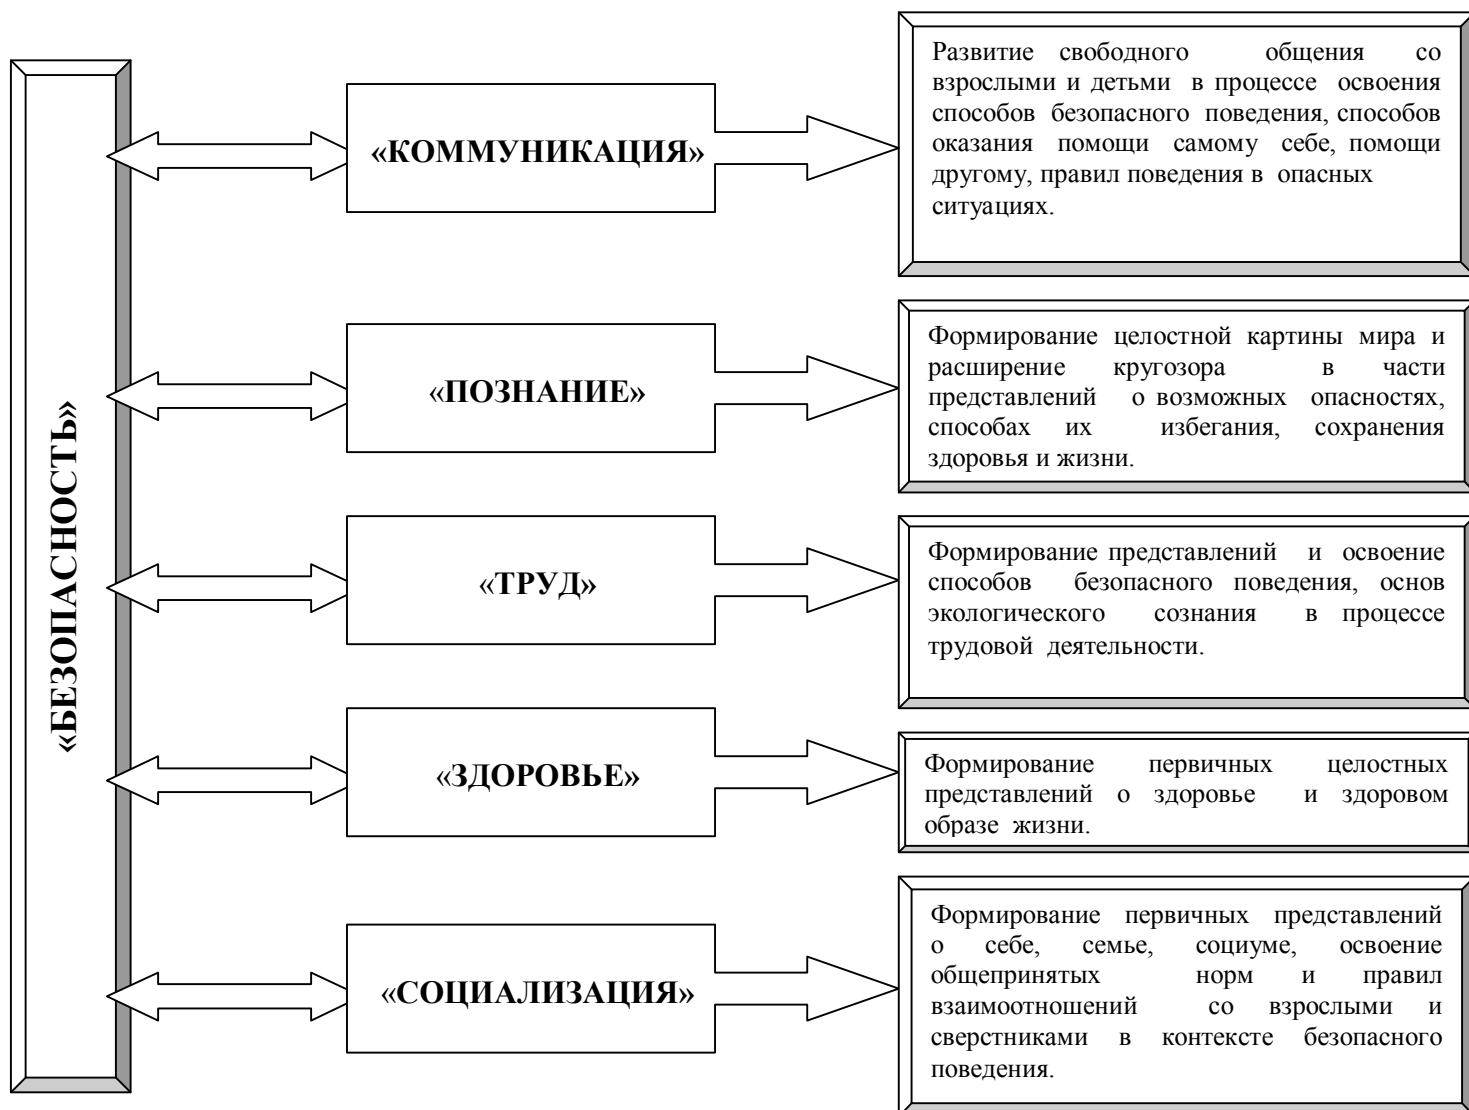 «БЕЗОПАСНОСТЬ»
«КОММУНИКАЦИЯ»
Развитие свободного общения со
взрослыми и детьми в процессе освоения
способов безопасного поведения, способов
оказания помощи самому себе, помощи
другому, правил поведения в опасных
ситуациях.
«ПОЗНАНИЕ»
Формирование целостной картины мира и
расширение кругозора в части
представлений о возможных опасностях,
способах их избегания, сохранения
здоровья и жизни.
«ТРУД»
Формирование представлений и освоение
способов безопасного поведения, основ
экологического сознания в процессе
трудовой деятельности.
«ЗДОРОВЬЕ»
Формирование первичных целостных
представлений о здоровье и здоровом
образе жизни.
«СОЦИАЛИЗАЦИЯ»
Формирование первичных представлений
о себе, семье, социуме, освоение
общепринятых норм и правил
взаимоотношений со взрослыми и
сверстниками в контексте безопасного
поведения.